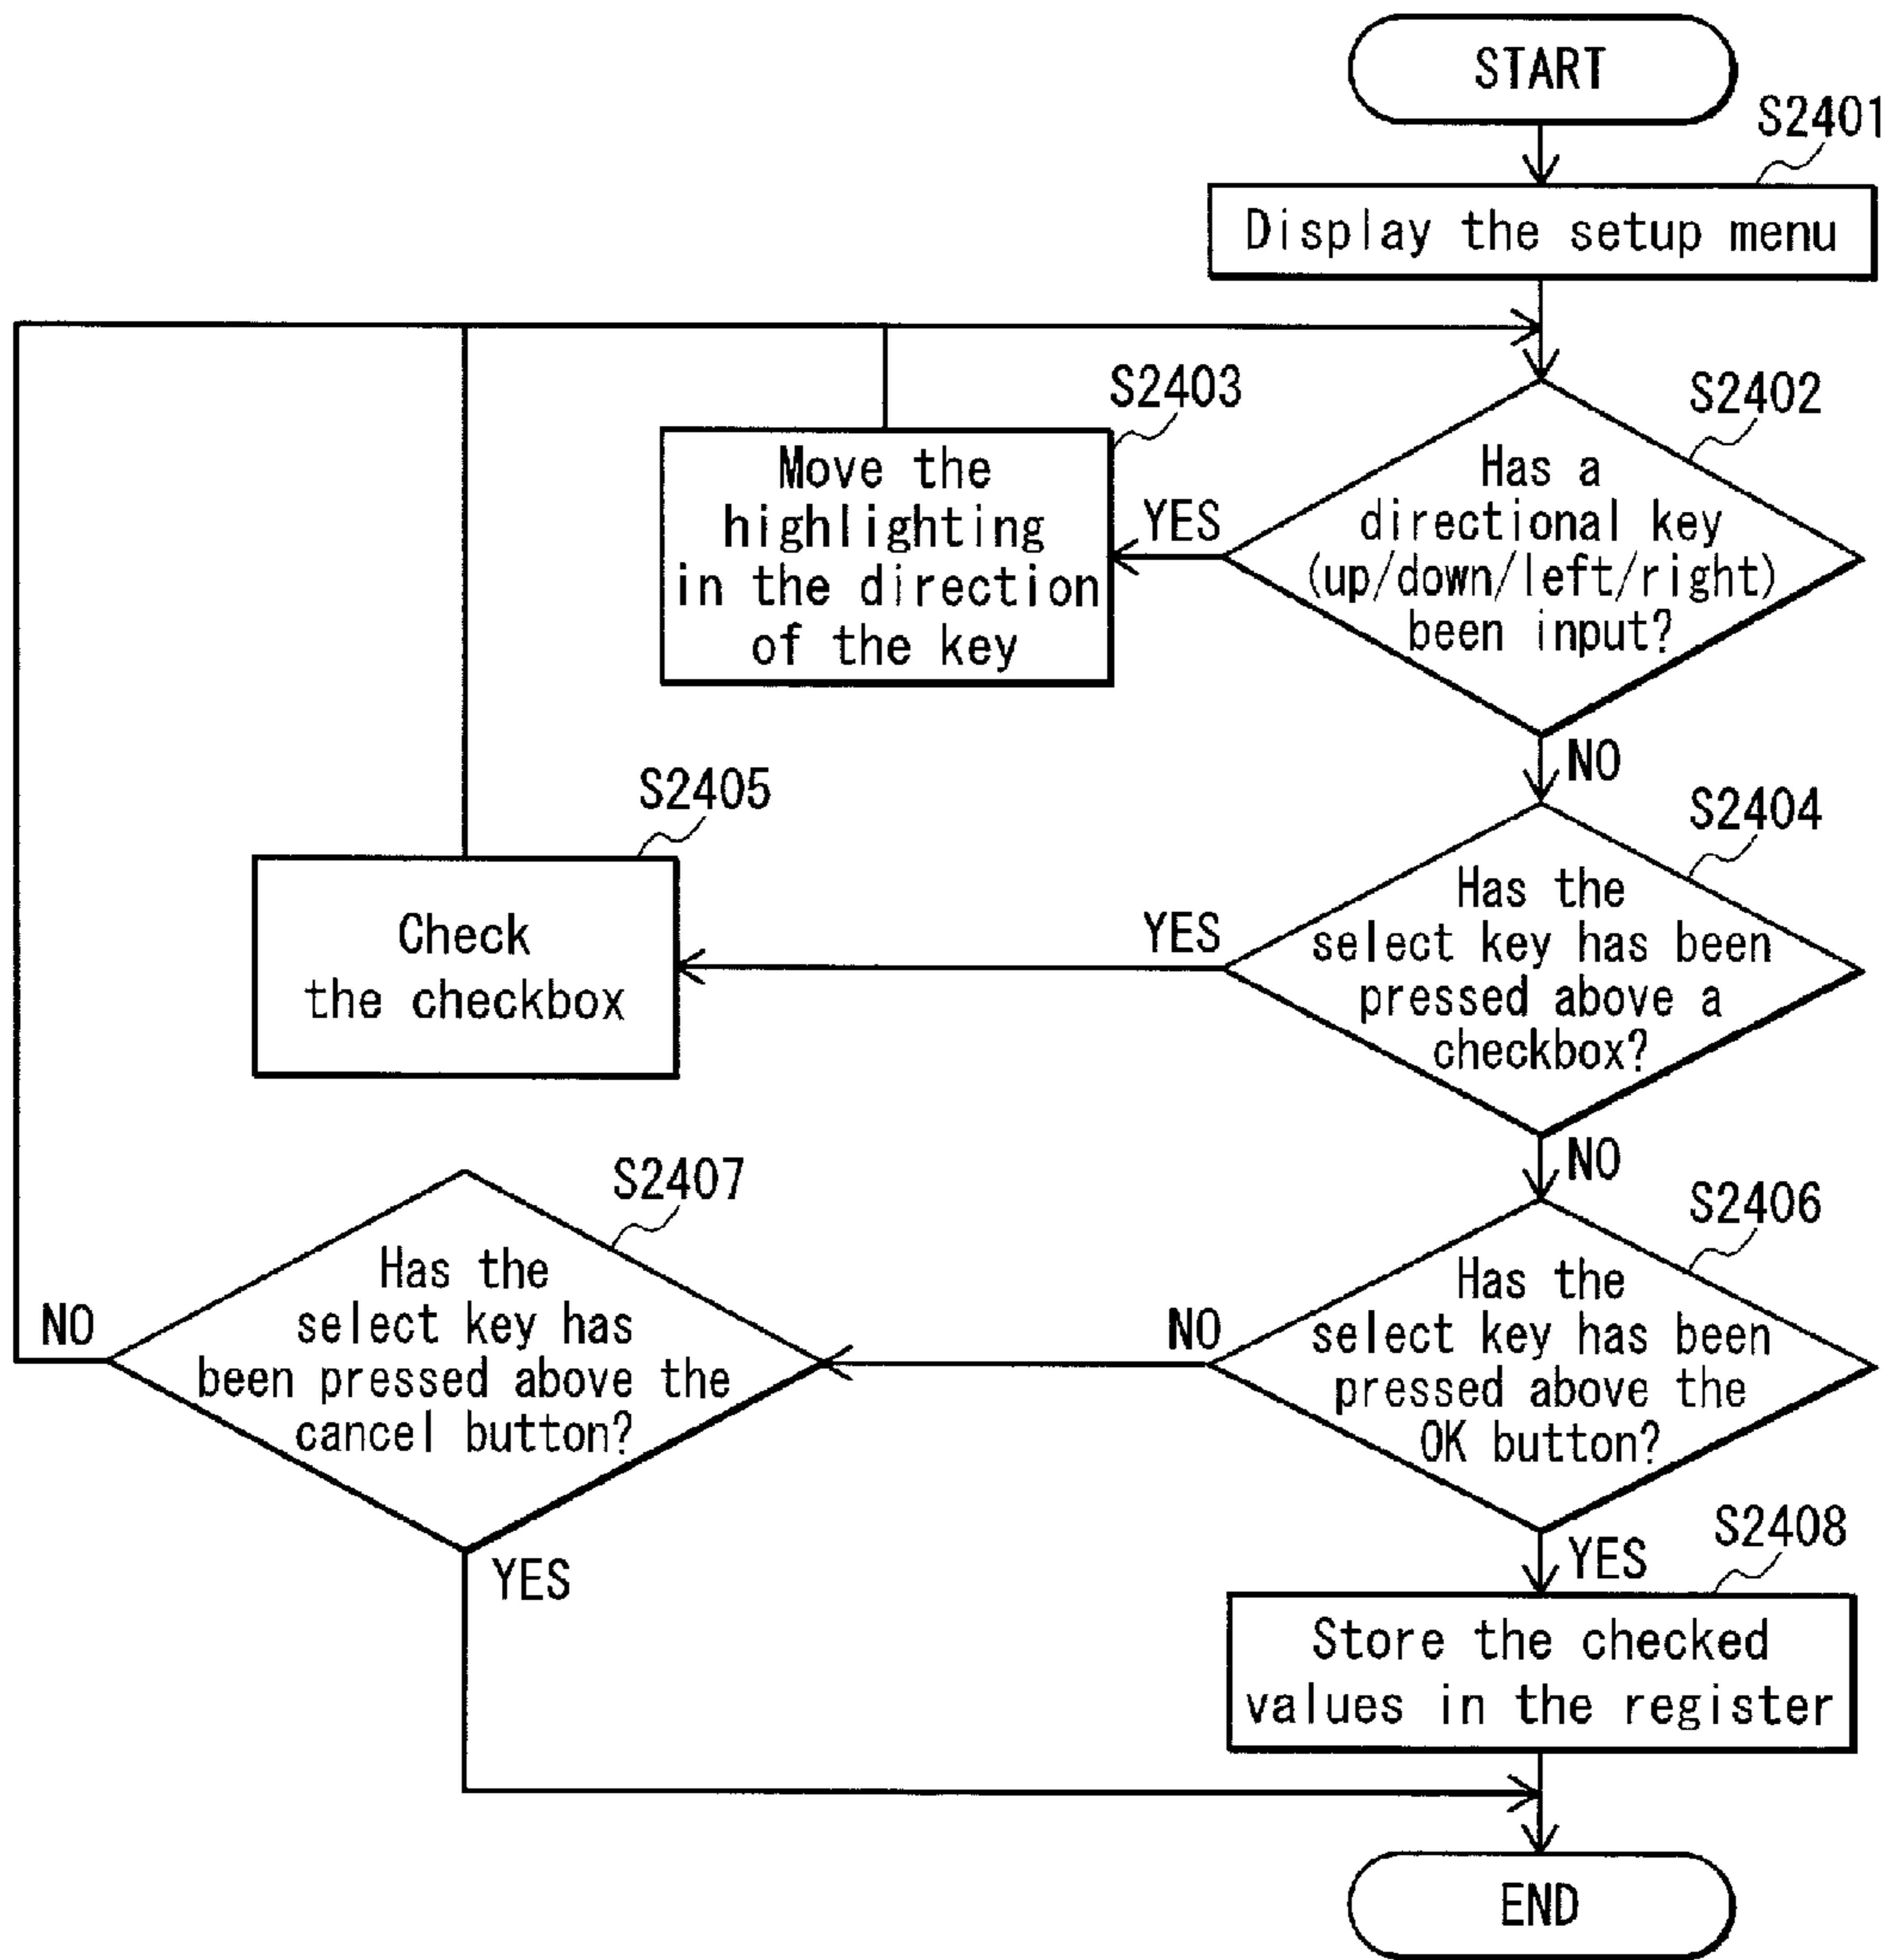 START
S2401
Display the setup menu
S2402
Has a
directional key
(up/down/left/right)
been input?
YES
S2403
Move the
highlighting
in the direction
of the key
NO
S2404
Has the
select key has been
pressed above a
checkbox?
YES
S2405
Check
the checkbox
NO
S2406
Has the
select key has been
pressed above the
OK button?
NO
S2407
Has the
select key has
been pressed above the
cancel button?
NO
YES
YES
S2408
Store the checked
values in the register
END